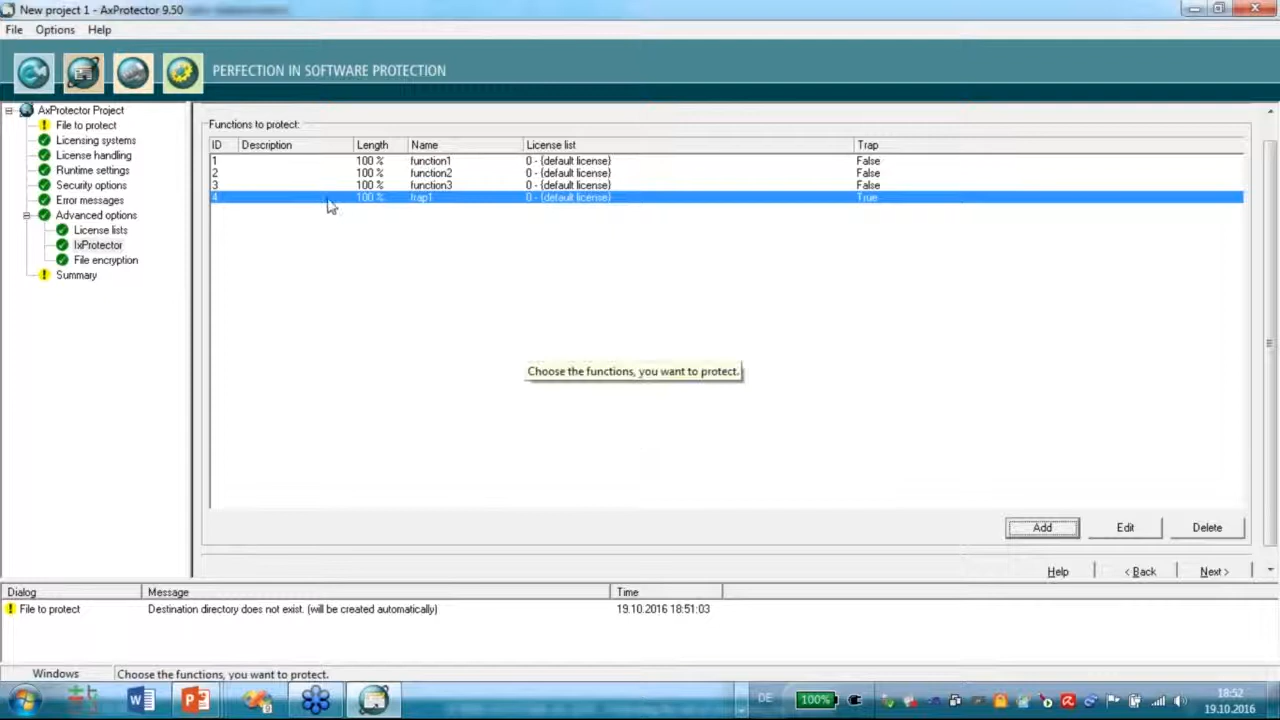 New project 1 - AxProtector 9.50
File Options Help
PERFECTION IN SOFTWARE PROTECTION
AxProtector Project
File to protect
Licensing systems
License handling
Runtime settings
Security options
Error messages
Advanced options
License lists
IxProtector
File encryption
Summary
Functions to protect:
ID Description Length Name License list Trap
1 100 % function1 0 - {default license} False
2 100 % function2 0 - {default license} False
3 100 % function3 0 - {default license} False
4 100 % trap1 0 - {default license} True
Choose the functions, you want to protect.
Add Edit Delete
Help < Back Next >
Dialog Message Time
File to protect Destination directory does not exist. (will be created automatically) 19.10.2016 18:51:03
Windows Choose the functions, you want to protect.
DE 100% 18:52
19.10.2016